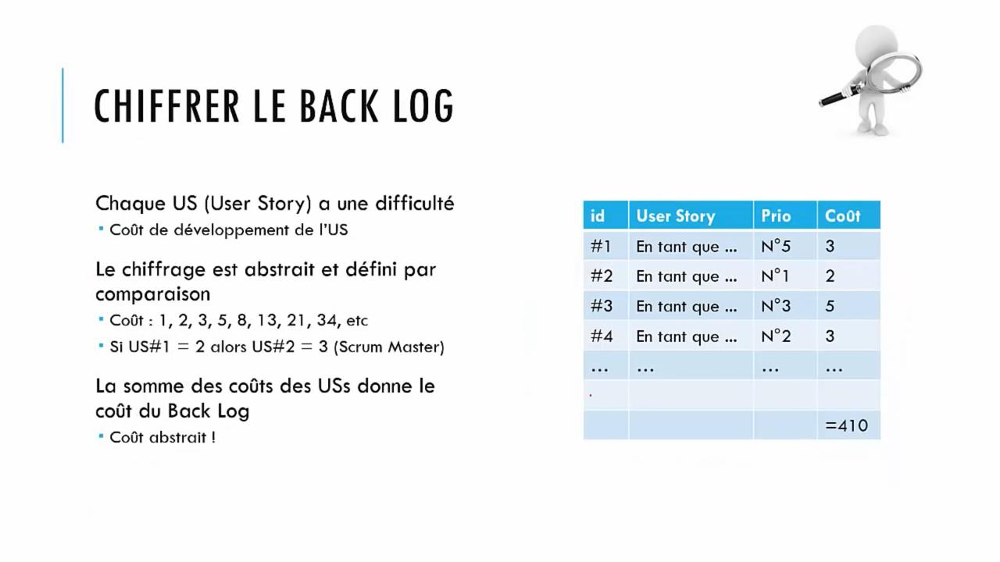 CHIFFRER LE BACK LOG
Chaque US (User Story) a une difficulté
▪ Coût de développement de l'US
Le chiffrage est abstrait et défini par
comparaison
▪ Coût : 1, 2, 3, 5, 8, 13, 21, 34, etc
▪ Si US#1 = 2 alors US#2 = 3 (Scrum Master)
La somme des coûts des USs donne le
coût du Back Log
▪ Coût abstrait !
id User Story Prio Coût
#1 En tant que ... N°5 3
#2 En tant que ... N°1 2
#3 En tant que ... N°3 5
#4 En tant que ... N°2 3
... ... ... ...
=410